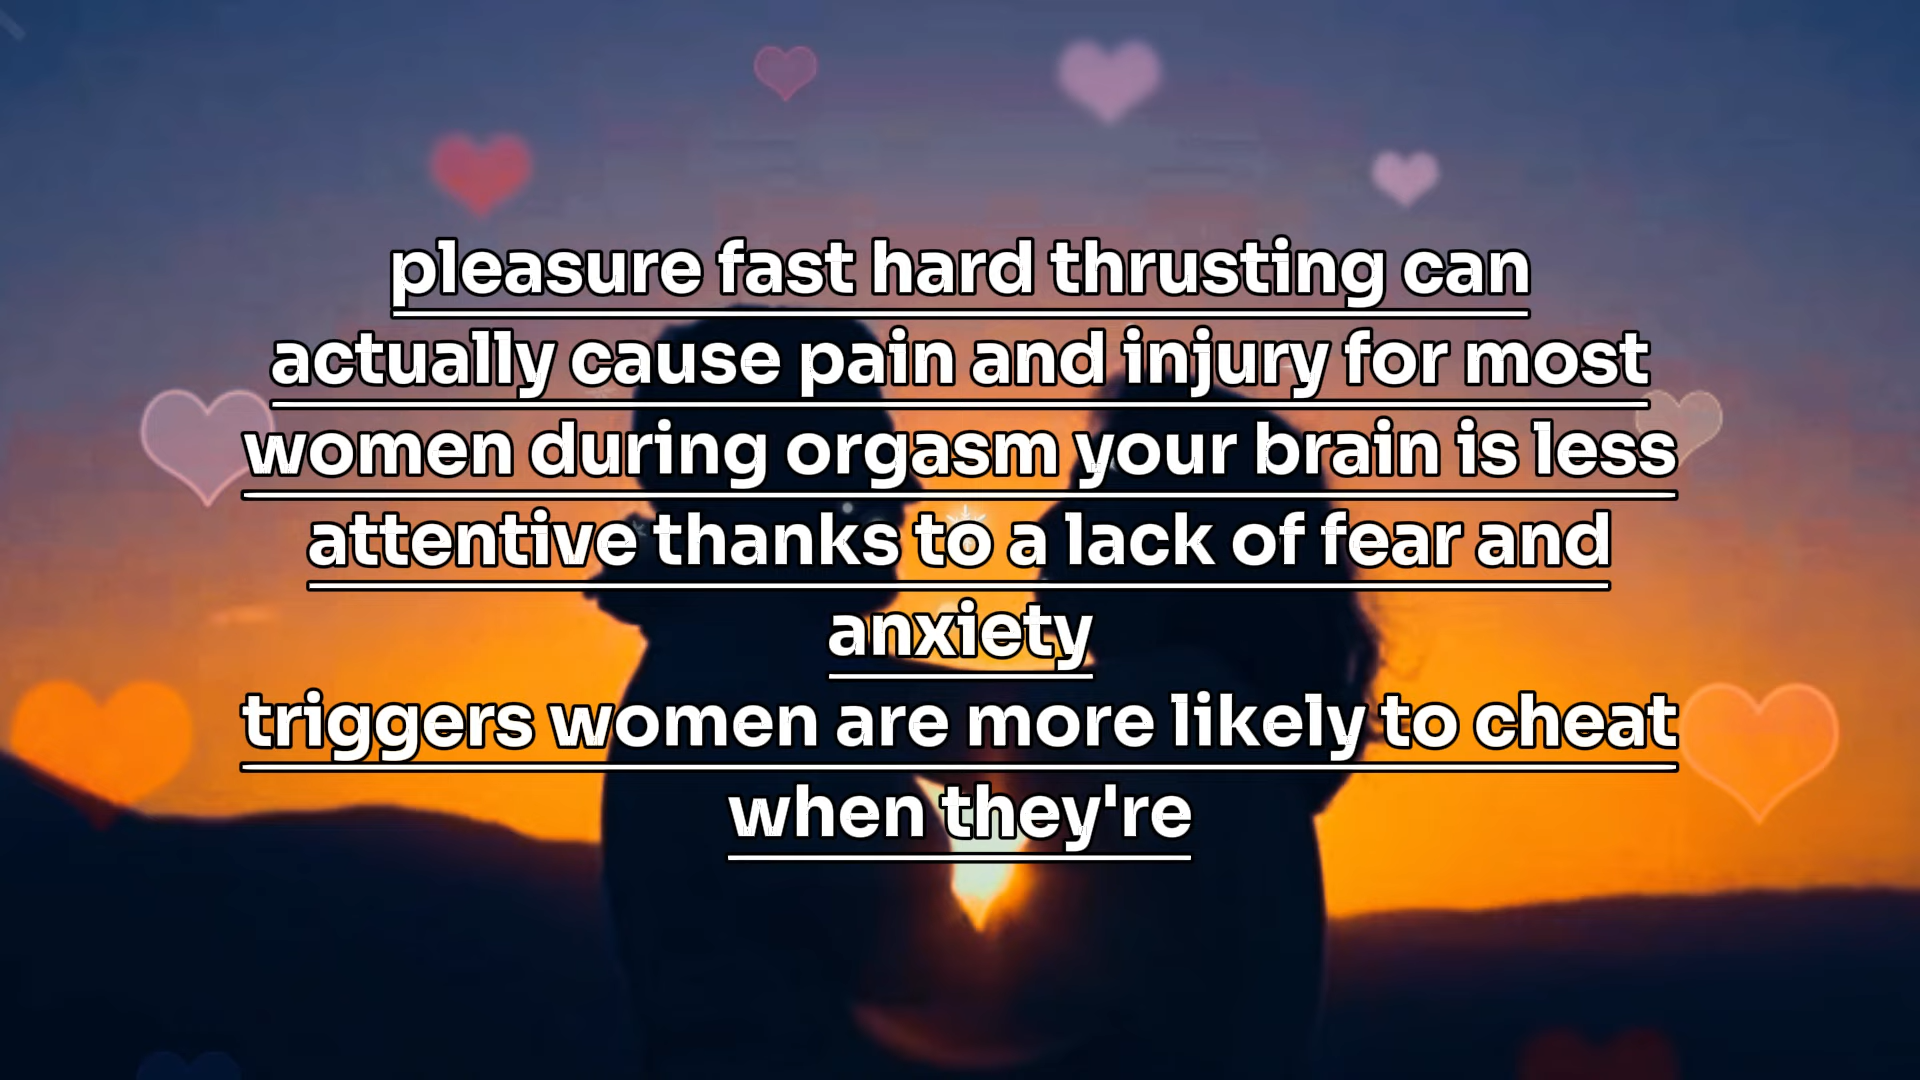 pleasure fast hard thrusting can
actually cause pain and injury for most
women during orgasm your brain is less
attentive thanks to a lack of fear and
anxiety
triggers women are more likely to cheat
when they're